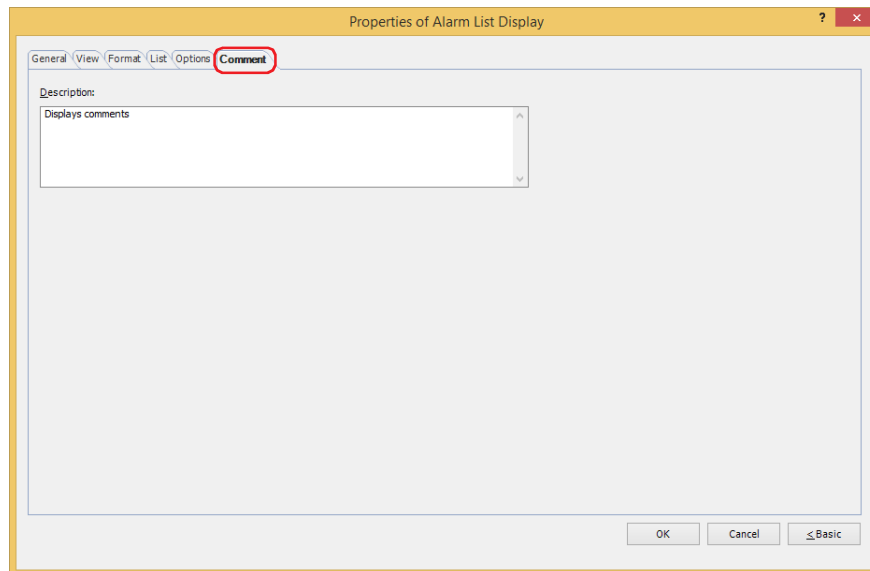 Properties of Alarm List Display
?
×
General View Format List Options Comment
Description:
Displays comments
OK Cancel < Basic